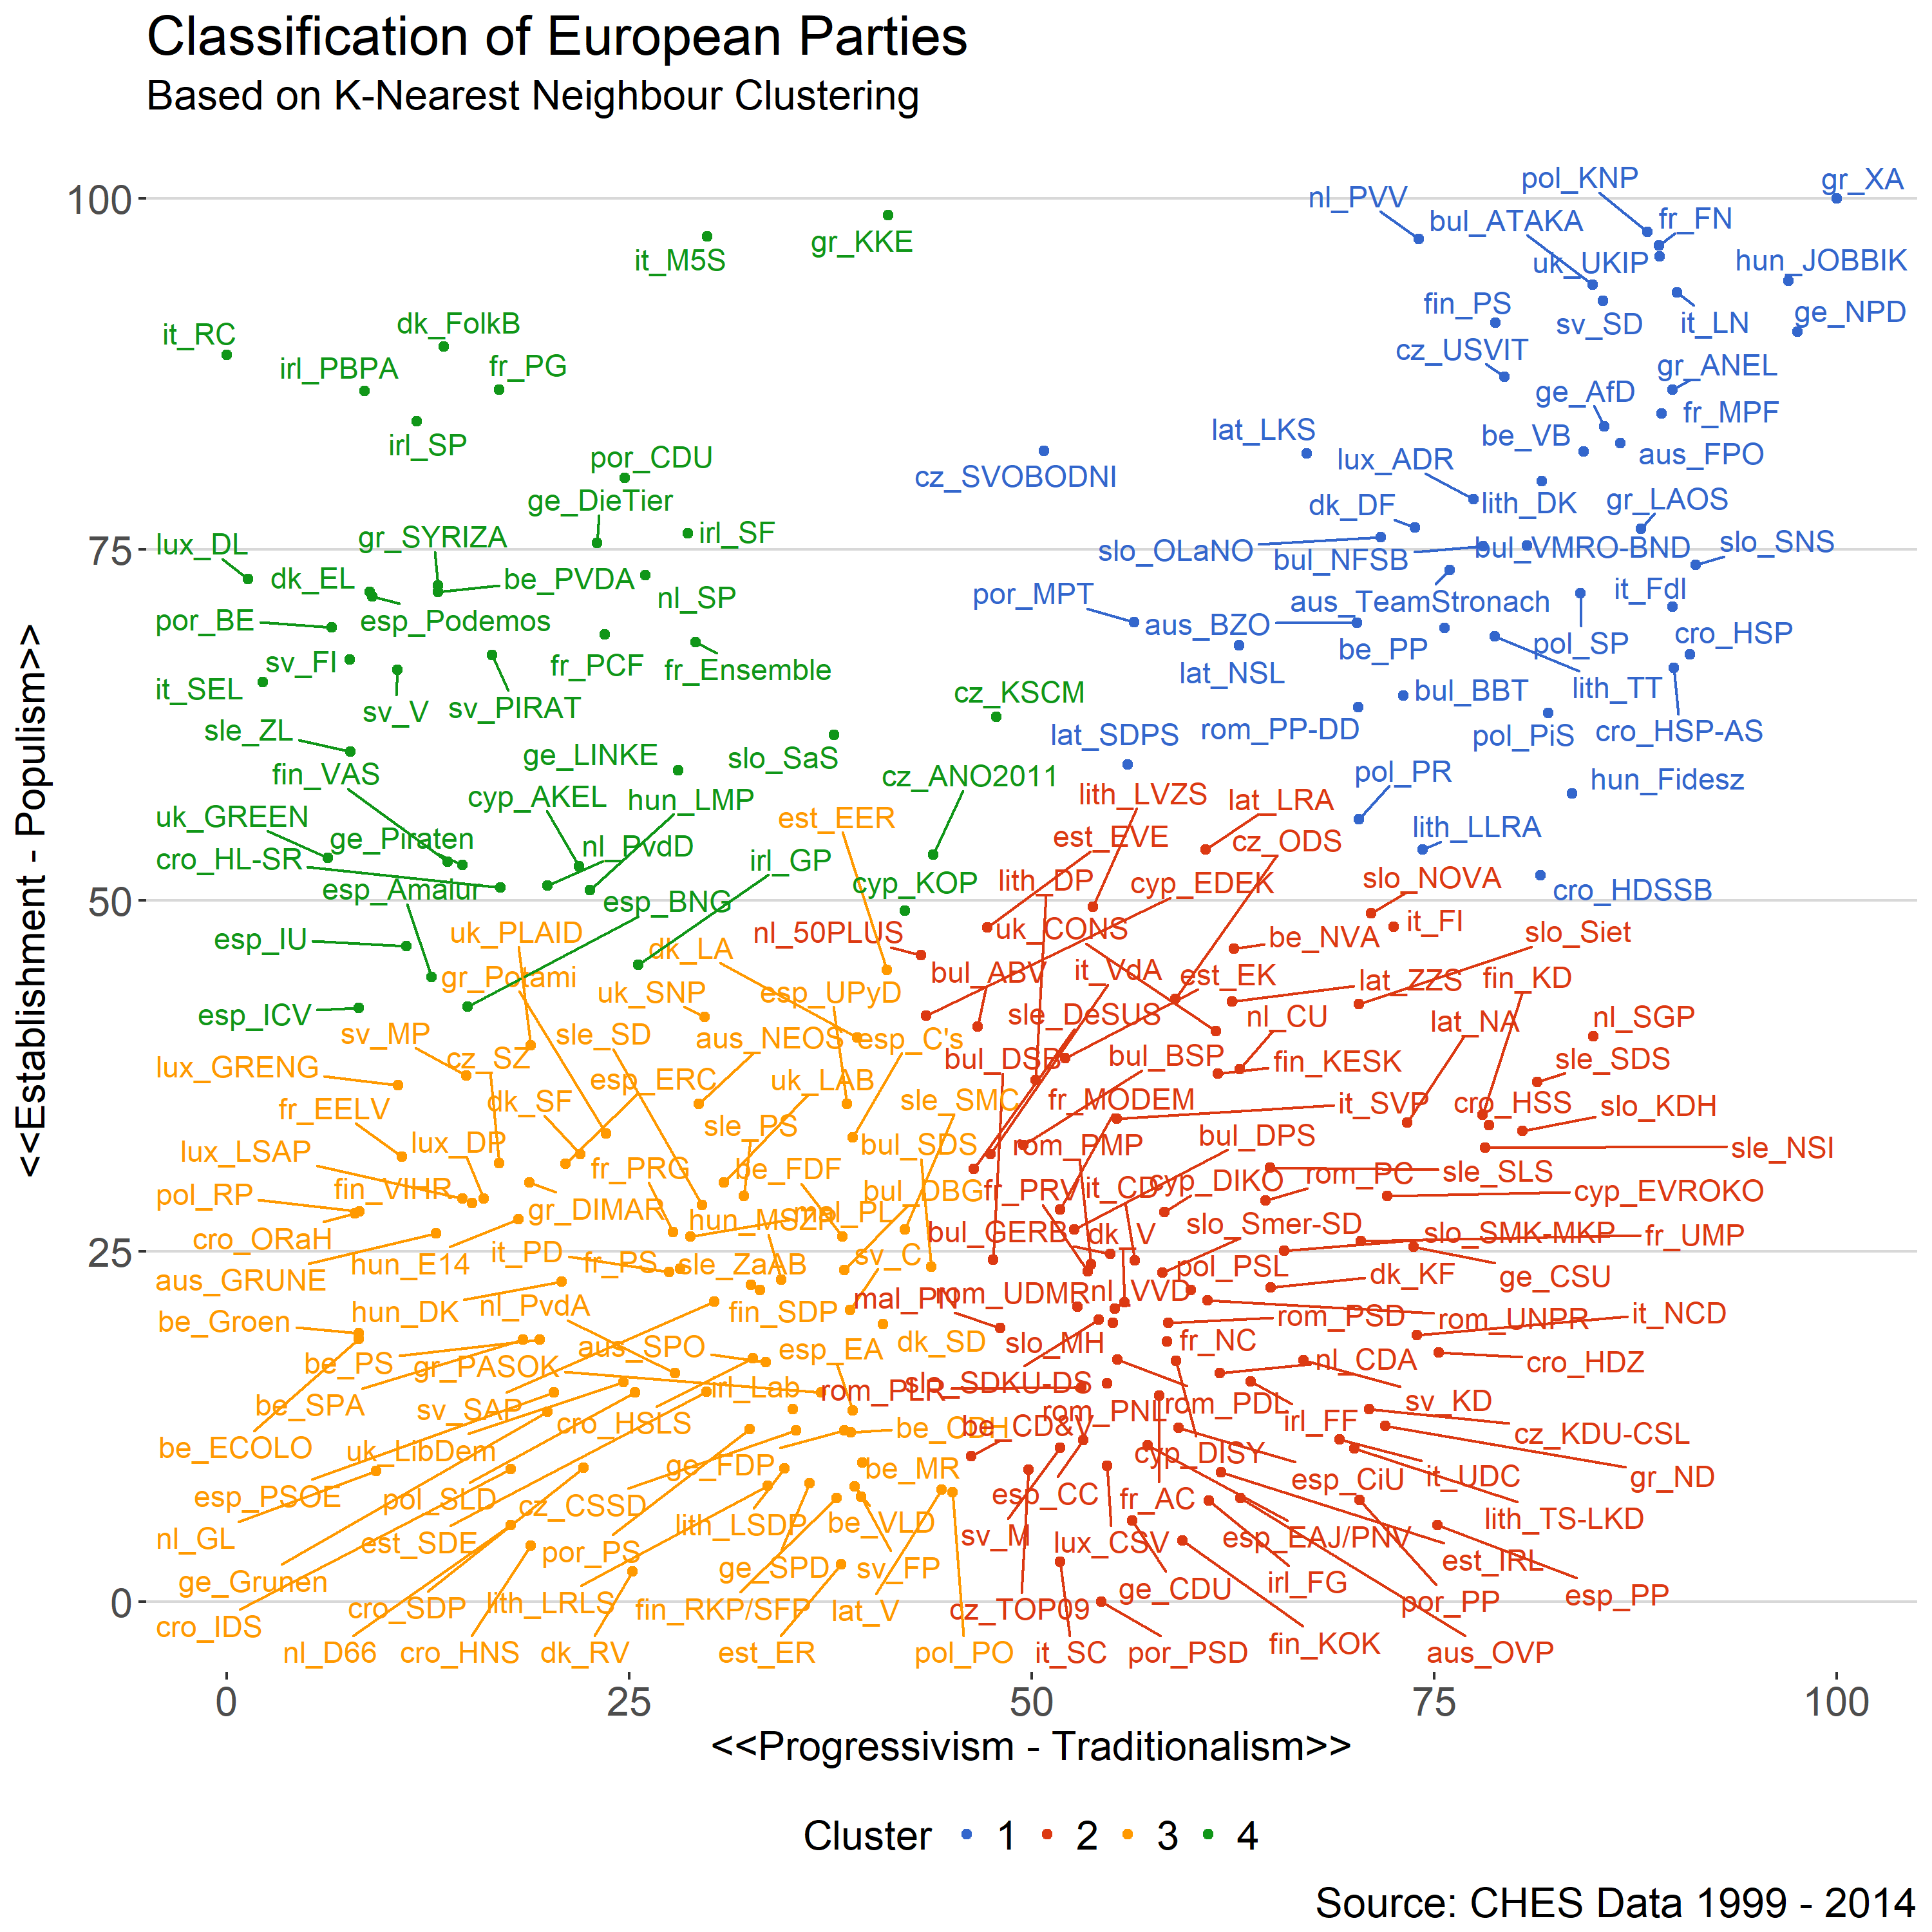 Classification of European Parties
Based on K-Nearest Neighbour Clustering
<<Establishment - Populism>>
100
75
50
25
0
pol_KNP
gr_XA
nl_PVV
bul_ATAKA
fr_FN
it_M5S
gr_KKE
uk_UKIP
hun_JOBBIK
fin_PS
sv_SD
it_LN
ge_NPD
it_RC
dk_FolkB
cz_USVIT
irl_PBPA
fr_PG
gr_ANEL
ge_AfD
fr_MPF
irl_SP
lat_LKS
be_VB
aus_FPO
por_CDU
cz_SVOBODNI
lux_ADR
ge_DieTier
dk_DF
lith_DK
gr_LAOS
lux_DL
gr_SYRIZA
irl_SF
slo_OLaNO
bul_NFSB
bul_VMRO-BND
slo_SNS
dk_EL
be_PVDA
nl_SP
por_MPT
aus_TeamStronach
it_FdI
por_BE
esp_Podemos
aus_BZO
be_PP
pol_SP
cro_HSP
sv_FI
fr_PCF
fr_Ensemble
lat_NSL
it_SEL
sv_V
sv_PIRAT
cz_KSCM
bul_BBT
lith_TT
sle_ZL
rom_PP-DD
pol_PiS
cro_HSP-AS
fin_VAS
ge_LINKE
slo_SaS
lat_SDPS
cz_ANO2011
pol_PR
hun_Fidesz
cyp_AKEL
hun_LMP
lith_LVZS
lat_LRA
uk_GREEN
ge_Piraten
est_EER
est_EVE
cz_ODS
lith_LLRA
cro_HL-SR
nl_PvdD
irl_GP
esp_Amaiur
esp_BNG
cyp_KOP
lith_DP
cyp_EDEK
slo_NOVA
cro_HDSSB
esp_IU
uk_PLAID
dk_LA
nl_50PLUS
uk_CONS
be_NVA
it_FI
slo_Siet
gr_Potami
bul_ABV
it_VdA
est_EK
lat_ZZS
fin_KD
esp_ICV
uk_SNP
esp_UPyD
sle_DeSUS
nl_CU
lat_NA
nl_SGP
sv_MP
sle_SD
aus_NEOS
esp_C's
lux_GRENG
cz_SZ
bul_DSB
bul_BSP
fin_KESK
sle_SDS
fr_EELV
dk_SF
esp_ERC
uk_LAB
sle_SMC
fr_MODEM
it_SVP
cro_HSS
slo_KDH
lux_LSAP
lux_DP
sle_PS
bul_SDS
rom_PMP
bul_DPS
sle_NSI
pol_RP
fin_VIHR
fr_PRG
be_FDF
bul_DBG
fr_PRV
it_CD
cyp_DIKO
rom_PC
sle_SLS
cyp_EVROKO
cro_ORaH
gr_DIMAR
hun_MSZP
mal_PL
bul_GERB
dk_V
slo_Smer-SD
slo_SMK-MKP
fr_UMP
aus_GRUNE
hun_E14
it_PD
fr_PS
sle_ZaAB
sv_C
pol_PSL
dk_KF
ge_CSU
be_Groen
hun_DK
nl_PvdA
fin_SDP
mal_PN
rom_UDMR
nl_VVD
rom_PSD
rom_UNPR
it_NCD
be_PS
gr_PASOK
aus_SPO
esp_EA
dk_SD
slo_MH
fr_NC
nl_CDA
cro_HDZ
be_SPA
sv_SAP
cro_HSLS
irl_Lab
rom_PLR
slo_SDKU-DS
rom_PNL
rom_PDL
irl_FF
sv_KD
be_ECOLO
uk_LibDem
ge_FDP
be_CDH
be_CD&V
cyp_DISY
cz_KDU-CSL
esp_PSOE
pol_SLD
cz_CSSD
be_MR
esp_CC
fr_AC
esp_CiU
it_UDC
gr_ND
nl_GL
est_SDE
por_PS
lith_LSDP
be_VLD
sv_M
lux_CSV
esp_EAJ/PNV
lith_TS-LKD
ge_Grunen
ge_SPD
sv_FP
ge_CDU
irl_FG
est_IRL
cro_IDS
cro_SDP
lith_LRLS
fin_RKP/SFP
lat_V
cz_TOP09
por_PP
esp_PP
nl_D66
cro_HNS
dk_RV
est_ER
pol_PO
it_SC
por_PSD
fin_KOK
aus_OVP
0
25
50
75
100
<<Progressivism - Traditionalism>>
Cluster 1 2 3 4
Source: CHES Data 1999 - 2014